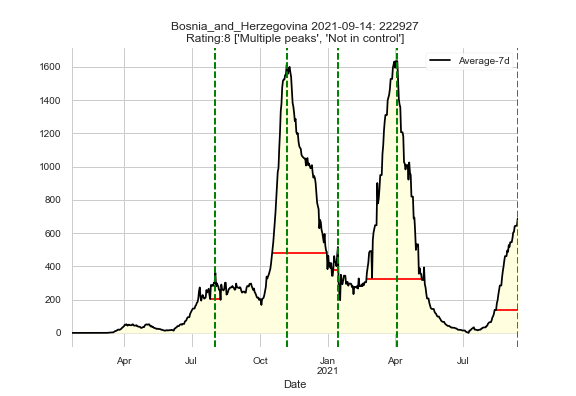 Bosnia_and_Herzegovina 2021-09-14: 222927
Rating:8 ['Multiple peaks', 'Not in control']
Average-7d
1600
1400
1200
1000
800
600
400
200
0
Apr Jul Oct Jan Apr Jul
2021
Date